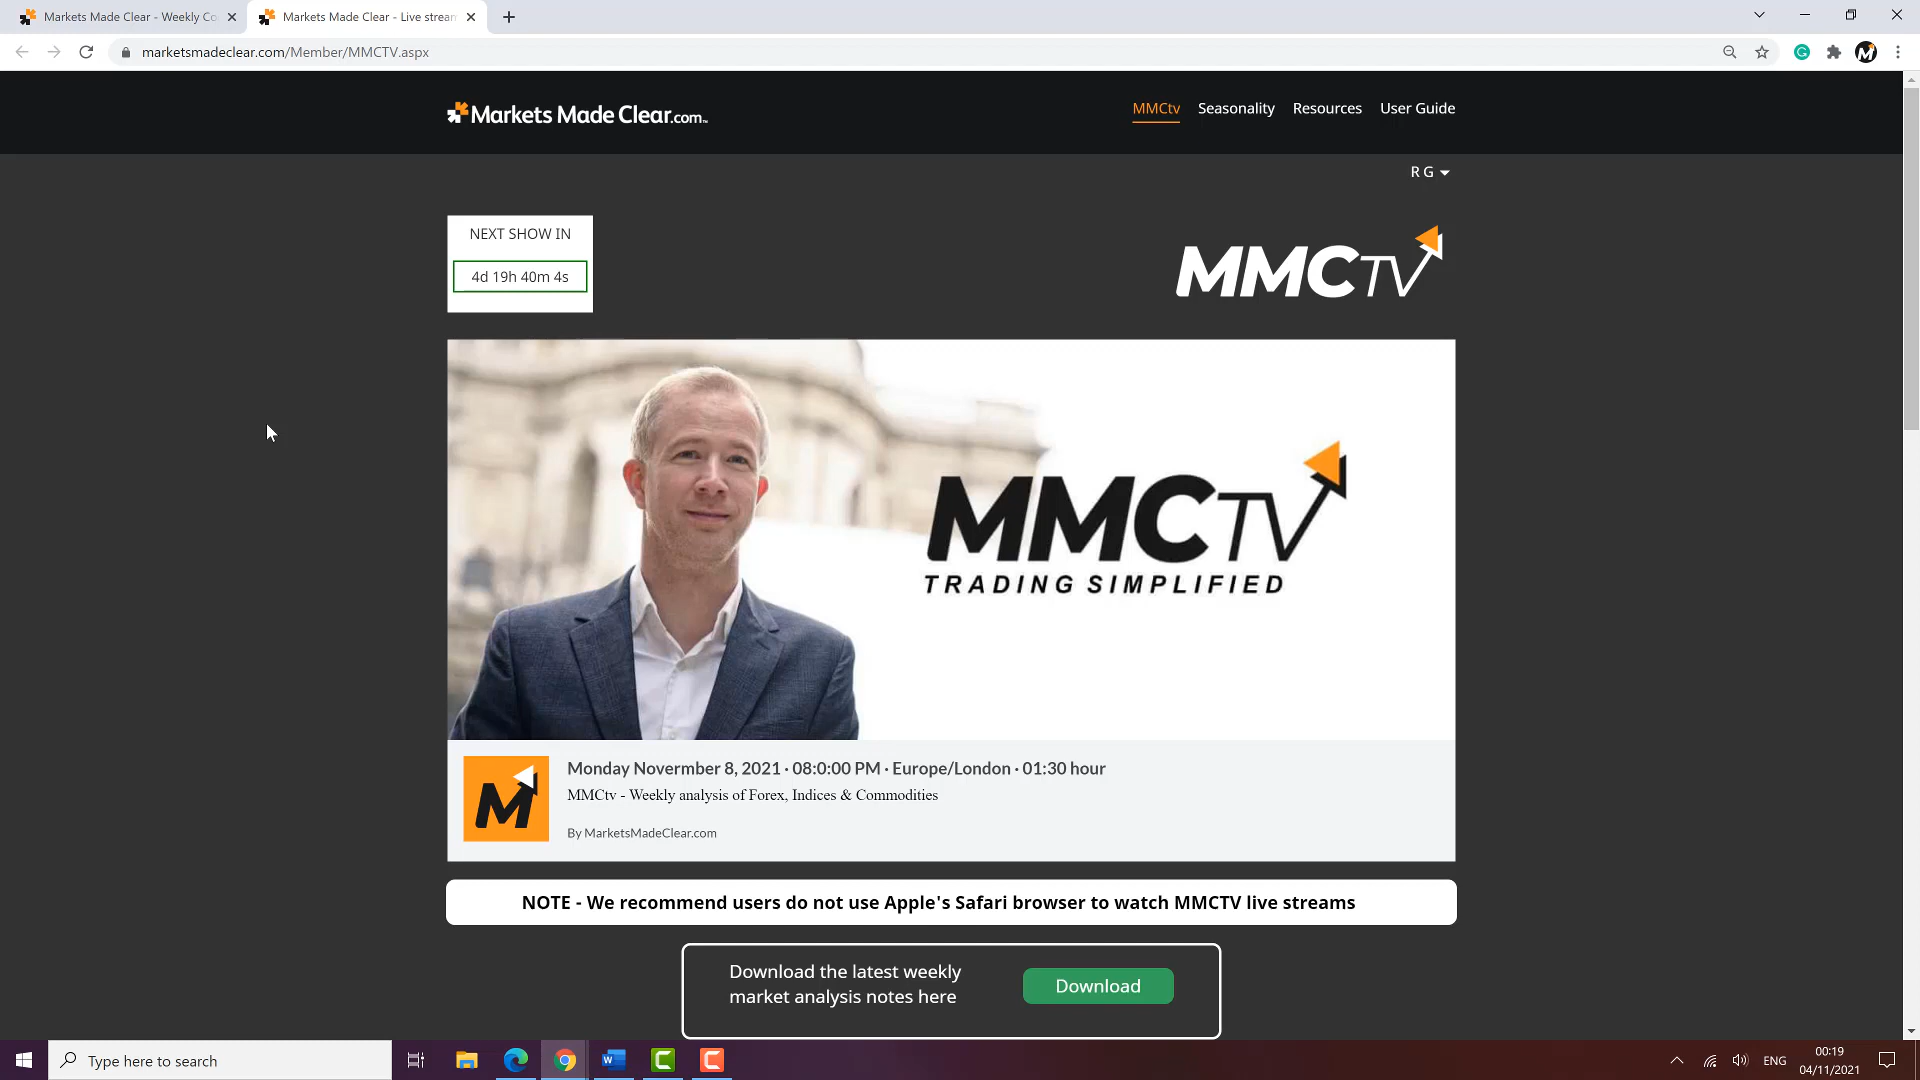 Markets Made Clear - Weekly Co
Markets Made Clear - Live stream
marketsmadeclear.com/Member/MMCTV.aspx
Markets Made Clear.com
MMCtv
Seasonality
Resources
User Guide
R G
NEXT SHOW IN
4d 19h 40m 4s
MMCTV
MMCTV
TRADING SIMPLIFIED
M
Monday Novermber 8, 2021 · 08:0:00 PM · Europe/London · 01:30 hour
MMCtv - Weekly analysis of Forex, Indices & Commodities
By MarketsMadeClear.com
NOTE - We recommend users do not use Apple's Safari browser to watch MMCTV live streams
Download the latest weekly
market analysis notes here
Download
Type here to search
ENG
00:19
04/11/2021